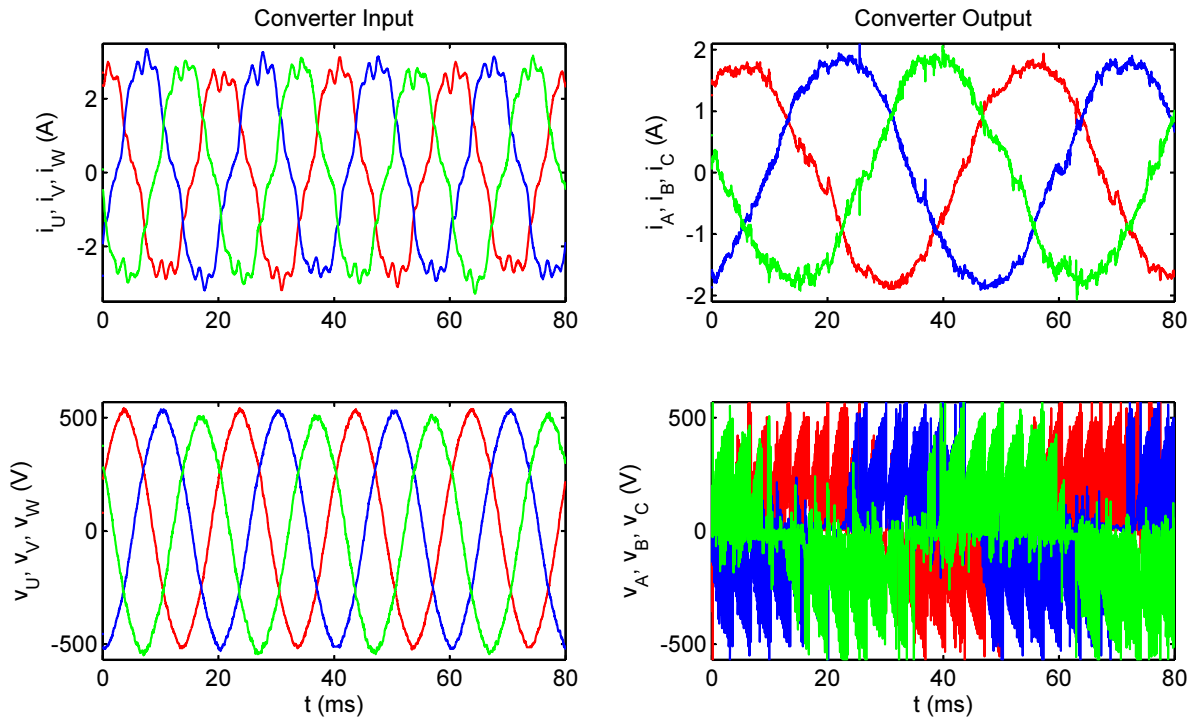 Converter Input
i_U, i_V, i_W (A)
2
0
-2
0 20 40 60 80
Converter Output
i_A, i_B, i_C (A)
2
1
0
-1
-2
0 20 40 60 80
v_U, v_V, v_W (V)
500
0
-500
0 20 40 60 80
t (ms)
v_A, v_B, v_C (V)
500
0
-500
0 20 40 60 80
t (ms)